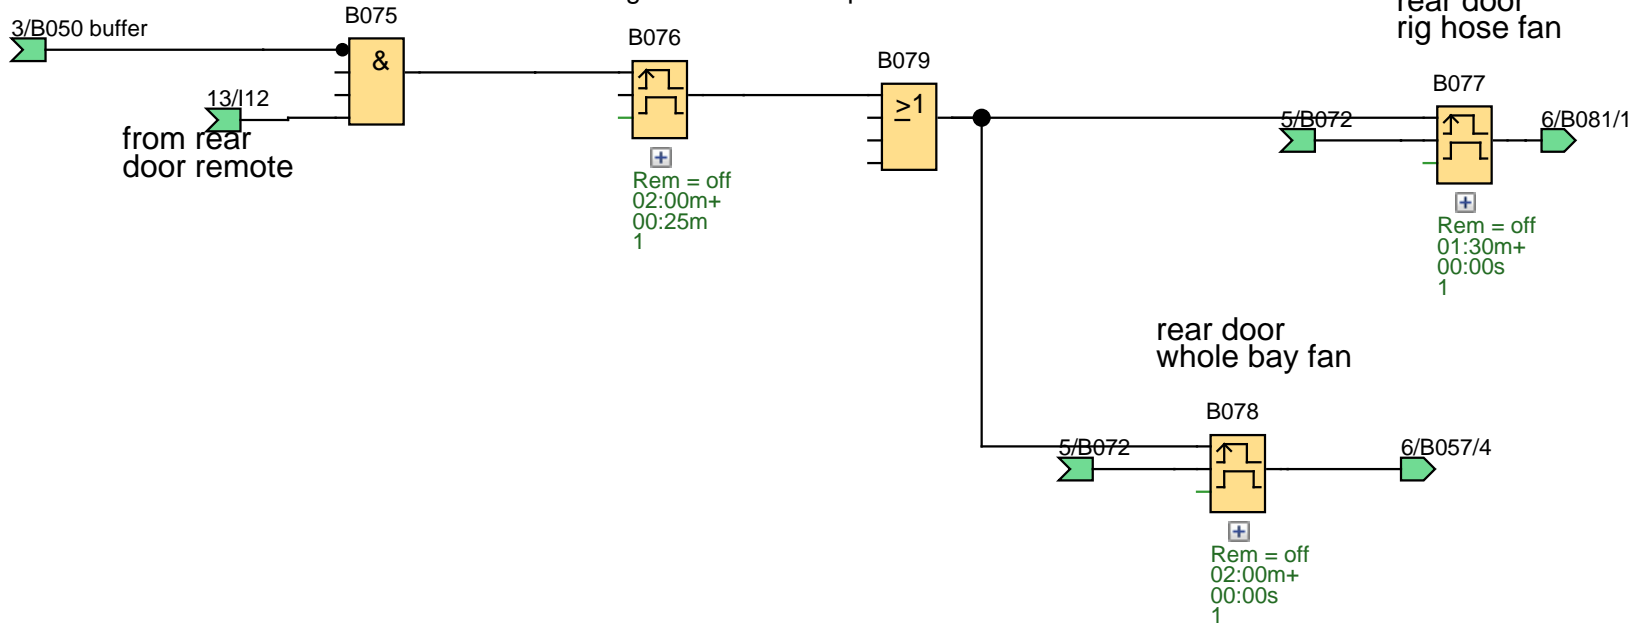 rear door
rig hose fan
B075
3/B050 buffer
&
B076
B079
≥1
B077
13/I12
from rear
door remote
5/B072
6/B081/1
Rem = off
02:00m+
00:25m
1
Rem = off
01:30m+
00:00s
1
rear door
whole bay fan
B078
5/B072
6/B057/4
Rem = off
02:00m+
00:00s
1